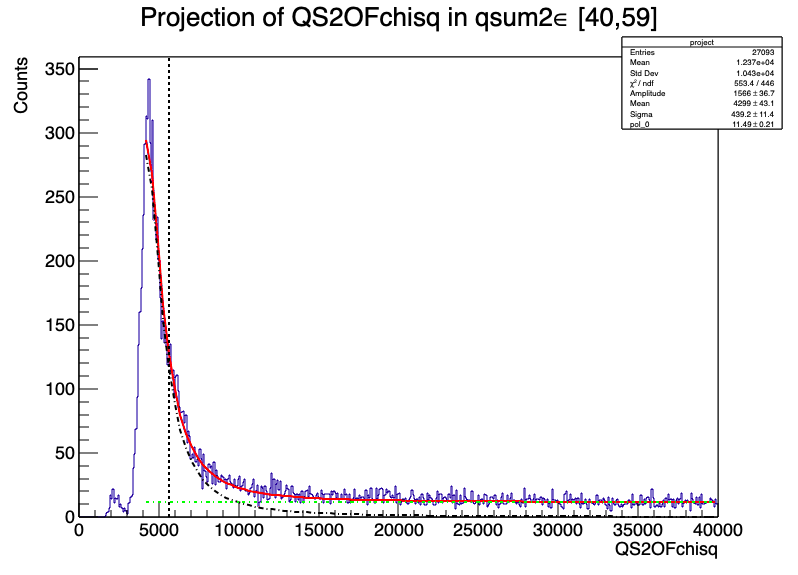 Projection of QS2OFchisq in qsum2∈ [40,59]
project
Entries 27093
Mean 1.237e+04
Std Dev 1.043e+04
χ² / ndf 553.4 / 446
Amplitude 1566 ± 36.7
Mean 4299 ± 43.1
Sigma 439.2 ± 11.4
pol_0 11.49 ± 0.21
Counts
350
300
250
200
150
100
50
0
0 5000 10000 15000 20000 25000 30000 35000 40000
QS2OFchisq